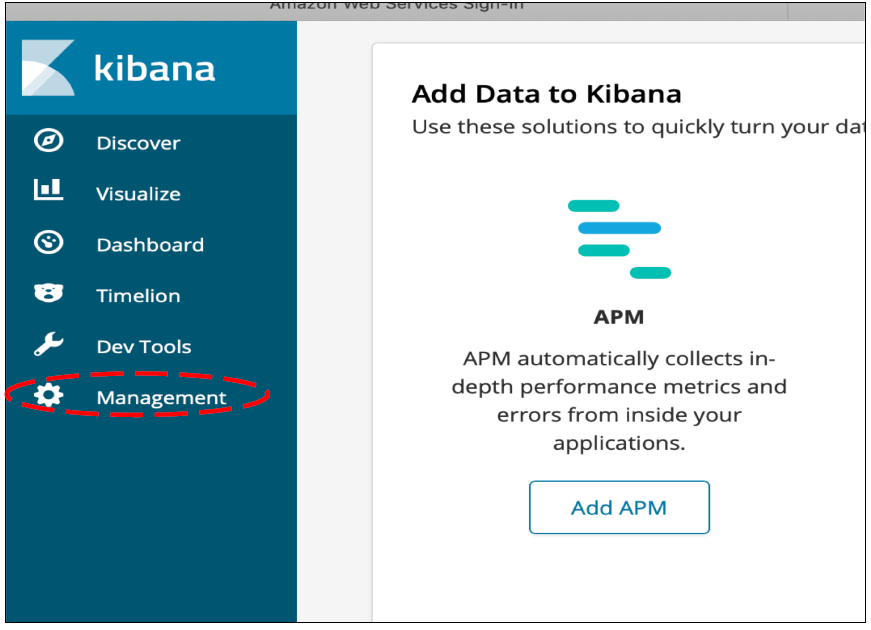 Amazon Web Services Sign-In
kibana
Discover
Visualize
Dashboard
Timelion
Dev Tools
Management
Add Data to Kibana
Use these solutions to quickly turn your dat
APM
APM automatically collects in-
depth performance metrics and
errors from inside your
applications.
Add APM